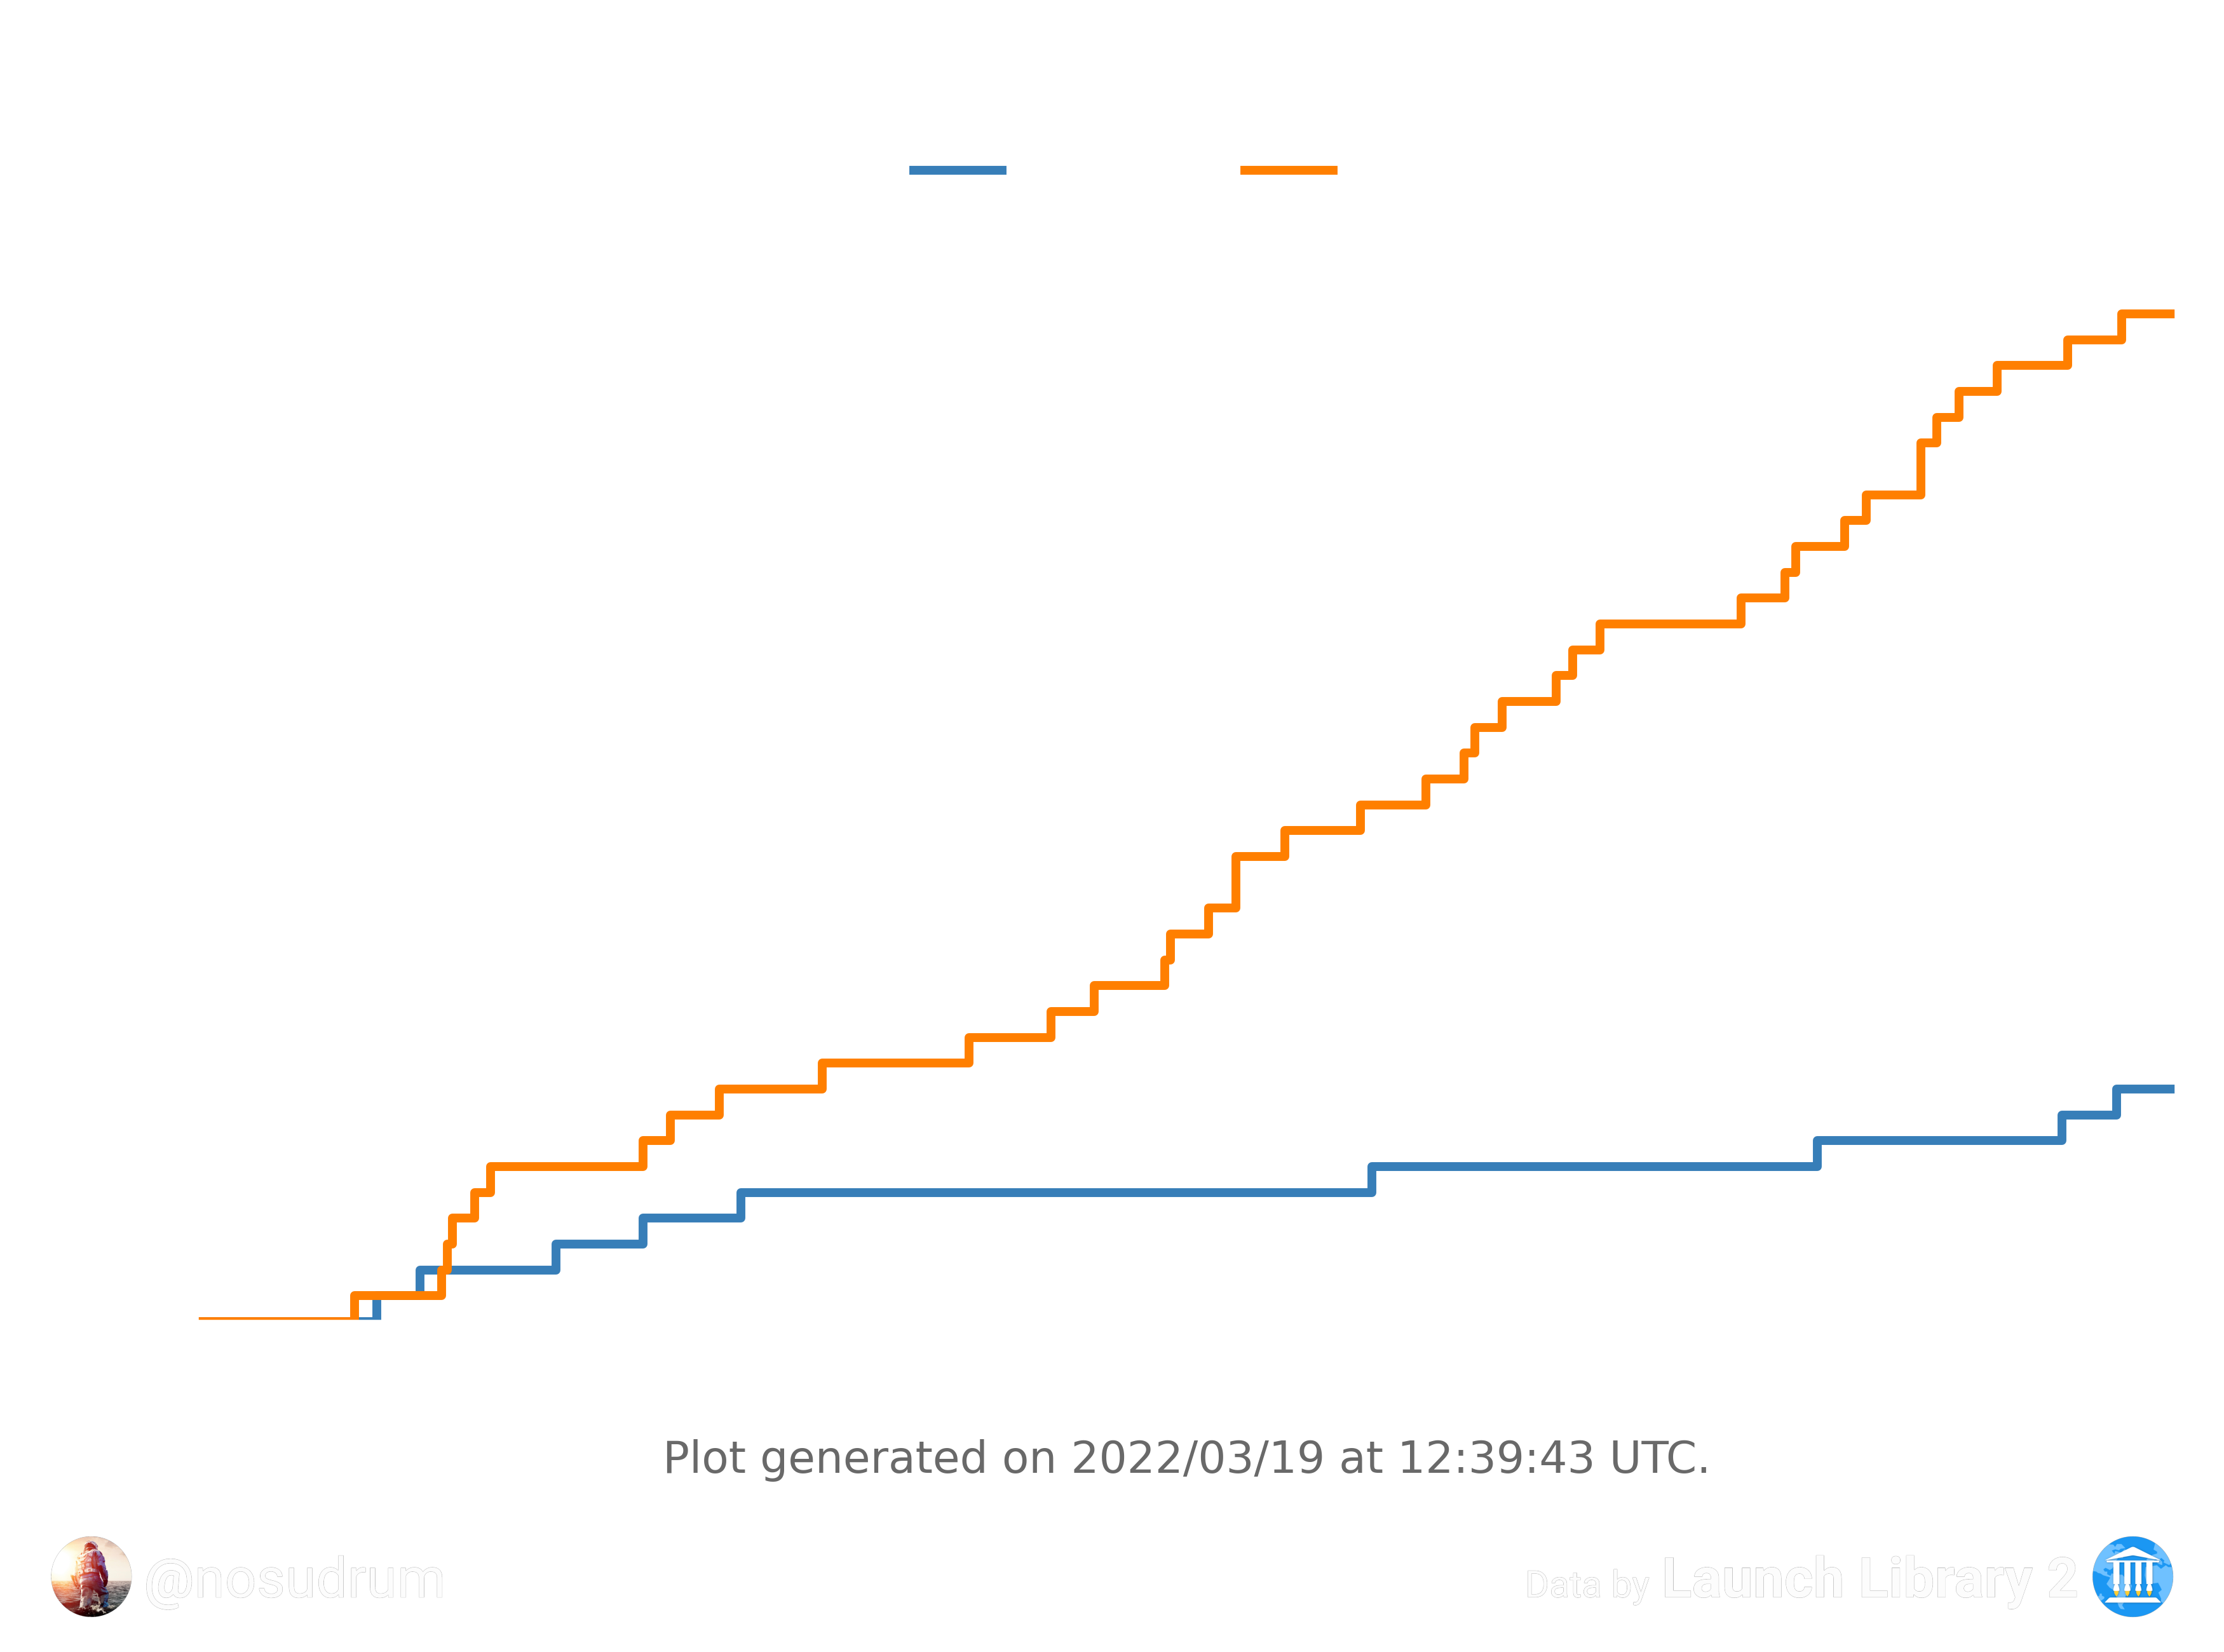 Plot generated on 2022/03/19 at 12:39:43 UTC.
@nosudrum
Data by Launch Library 2